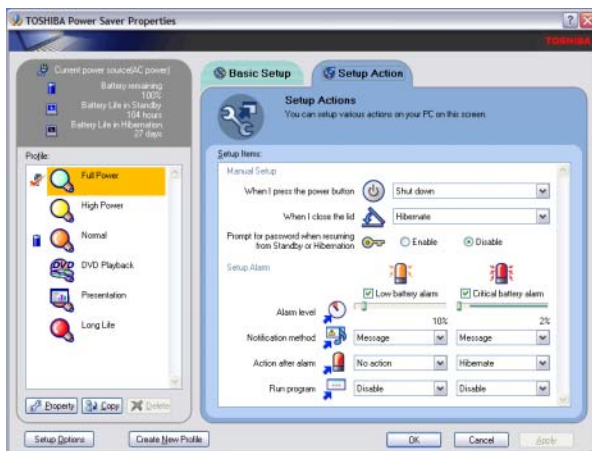 TOSHIBA Power Saver Properties
TOSHIBA
Current power source(AC power)
Battery remaining
100%
Battery Life in Standby
104 hours
Battery Life in Hibernation
27 days
Profile:
Full Power
High Power
Normal
DVD Playback
Presentation
Long Life
Property
Copy
Delete
Setup Options
Create New Profile
Basic Setup
Setup Action
Setup Actions
You can setup various actions on your PC on this screen.
Setup Items:
Manual Setup
When I press the power button
Shut down
When I close the lid
Hibernate
Prompt for password when resuming
from Standby or Hibernation
Enable
Disable
Setup Alarm
Low battery alarm
Critical battery alarm
Alarm level
10%
2%
Notification method
Message
Message
Action after alarm
No action
Hibernate
Run program
Disable
Disable
OK
Cancel
Apply